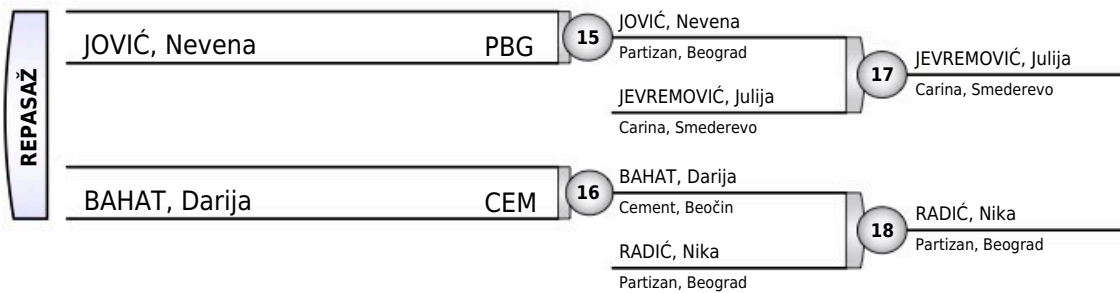 REPASAŽ
JOVIĆ, Nevena PBG
15
JOVIĆ, Nevena
Partizan, Beograd
JEVREMOVIĆ, Julija
Carina, Smederevo
17
JEVREMOVIĆ, Julija
Carina, Smederevo
BAHAT, Darija CEM
16
BAHAT, Darija
Cement, Beočin
RADIĆ, Nika
Partizan, Beograd
18
RADIĆ, Nika
Partizan, Beograd